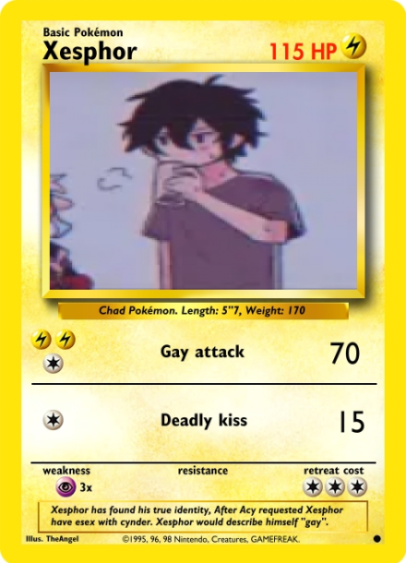 Basic Pokémon
Xesphor 115 HP
Chad Pokémon. Length: 5"7, Weight: 170
Gay attack 70
Deadly kiss 15
weakness resistance retreat cost
3x
Xesphor has found his true identity, After Acy requested Xesphor
have esex with cynder. Xesphor would describe himself "gay".
Illus. TheAngel ©1995, 96, 98 Nintendo, Creatures, GAMEFREAK.